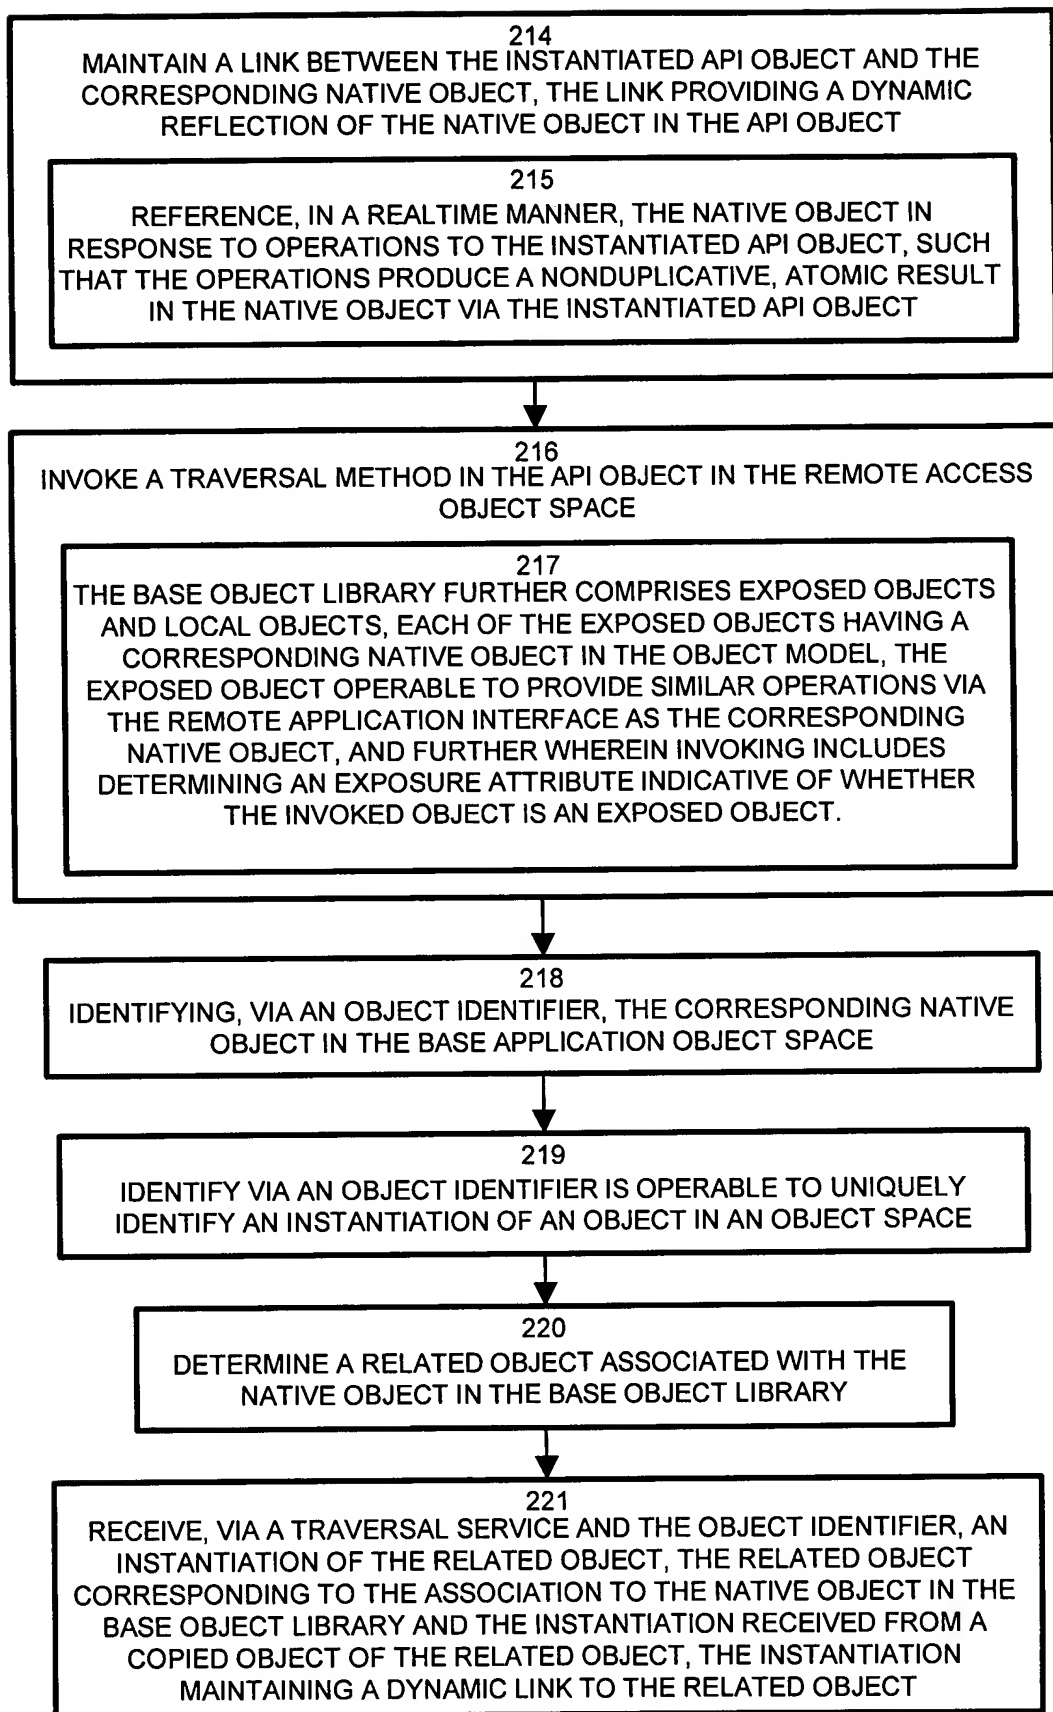 214
MAINTAIN A LINK BETWEEN THE INSTANTIATED API OBJECT AND THE
CORRESPONDING NATIVE OBJECT, THE LINK PROVIDING A DYNAMIC
REFLECTION OF THE NATIVE OBJECT IN THE API OBJECT
215
REFERENCE, IN A REALTIME MANNER, THE NATIVE OBJECT IN
RESPONSE TO OPERATIONS TO THE INSTANTIATED API OBJECT, SUCH
THAT THE OPERATIONS PRODUCE A NONDUPLICATIVE, ATOMIC RESULT
IN THE NATIVE OBJECT VIA THE INSTANTIATED API OBJECT
216
INVOKE A TRAVERSAL METHOD IN THE API OBJECT IN THE REMOTE ACCESS
OBJECT SPACE
217
THE BASE OBJECT LIBRARY FURTHER COMPRISES EXPOSED OBJECTS
AND LOCAL OBJECTS, EACH OF THE EXPOSED OBJECTS HAVING A
CORRESPONDING NATIVE OBJECT IN THE OBJECT MODEL, THE
EXPOSED OBJECT OPERABLE TO PROVIDE SIMILAR OPERATIONS VIA
THE REMOTE APPLICATION INTERFACE AS THE CORRESPONDING
NATIVE OBJECT, AND FURTHER WHEREIN INVOKING INCLUDES
DETERMINING AN EXPOSURE ATTRIBUTE INDICATIVE OF WHETHER
THE INVOKED OBJECT IS AN EXPOSED OBJECT.
218
IDENTIFYING, VIA AN OBJECT IDENTIFIER, THE CORRESPONDING NATIVE
OBJECT IN THE BASE APPLICATION OBJECT SPACE
219
IDENTIFY VIA AN OBJECT IDENTIFIER IS OPERABLE TO UNIQUELY
IDENTIFY AN INSTANTIATION OF AN OBJECT IN AN OBJECT SPACE
220
DETERMINE A RELATED OBJECT ASSOCIATED WITH THE
NATIVE OBJECT IN THE BASE OBJECT LIBRARY
221
RECEIVE, VIA A TRAVERSAL SERVICE AND THE OBJECT IDENTIFIER, AN
INSTANTIATION OF THE RELATED OBJECT, THE RELATED OBJECT
CORRESPONDING TO THE ASSOCIATION TO THE NATIVE OBJECT IN THE
BASE OBJECT LIBRARY AND THE INSTANTIATION RECEIVED FROM A
COPIED OBJECT OF THE RELATED OBJECT, THE INSTANTIATION
MAINTAINING A DYNAMIC LINK TO THE RELATED OBJECT